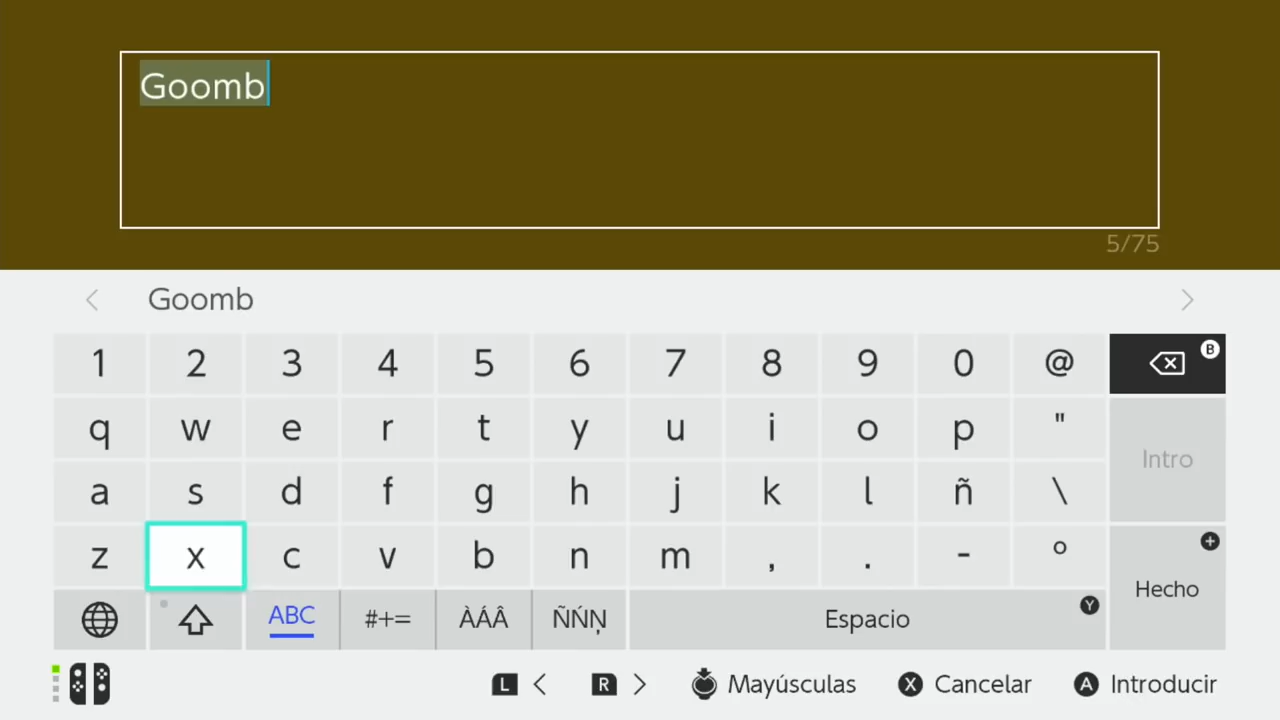 Goomb
5/75
Goomb
1 2 3 4 5 6 7 8 9 0 @ B
q w e r t y u i o p " Intro
a s d f g h j k l ñ \
z x c v b n m , . - º + Hecho
ABC #+= ÀÁÂ ÑŃŅ Espacio Y
L R Mayúsculas X Cancelar A Introducir